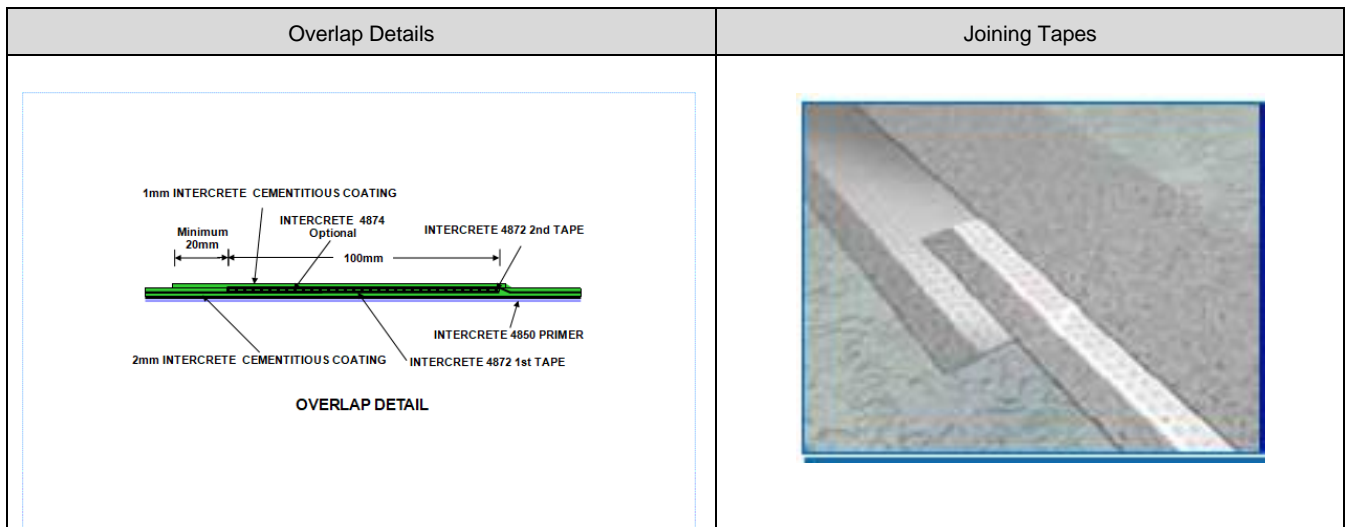 Overlap Details
Joining Tapes
1mm INTERCRETE CEMENTITIOUS COATING
INTERCRETE 4874
Optional
Minimum
20mm
INTERCRETE 4872 2nd TAPE
100mm
INTERCRETE 4850 PRIMER
2mm INTERCRETE CEMENTITIOUS COATING
INTERCRETE 4872 1st TAPE
OVERLAP DETAIL